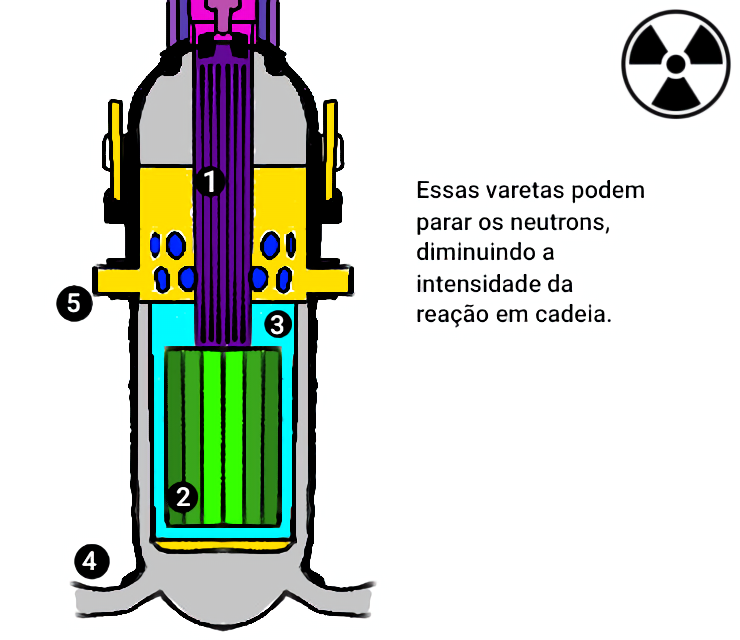 1
Essas varetas podem
parar os neutrons,
diminuindo a
intensidade da
reação em cadeia.
5
3
2
4